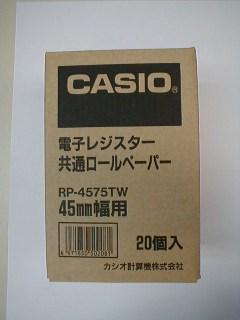 CASIO®
電子レジスター
共通ロールペーパー
RP-4575TW
45mm幅用
20個入
カシオ計算機株式会社